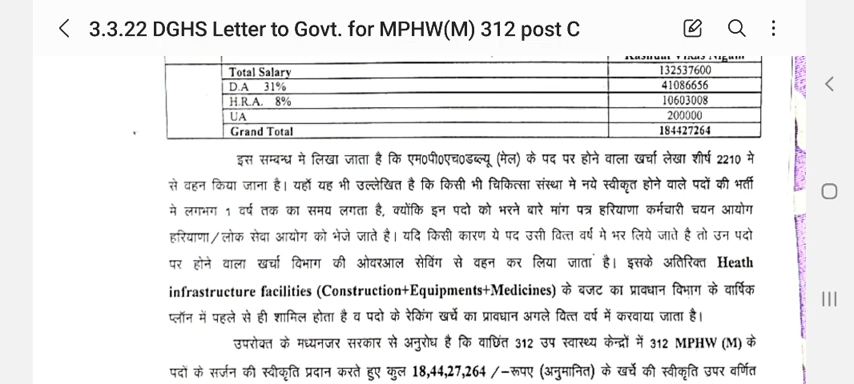 3.3.22 DGHS Letter to Govt. for MPHW(M) 312 post C
Total Salary 132537600
D.A 31% 41086656
H.R.A. 8% 10603008
UA 200000
Grand Total 184427264
इस सम्बन्ध मे लिखा जाता है कि एम०पी०एच०डब्ल्यू (मेल) के पद पर होने वाला खर्चा लेखा शीर्ष 2210 मे
से वहन किया जाना है। यहाँ यह भी उल्लेखित है कि किसी भी चिकित्सा संस्था मे नये स्वीकृत होने वाले पदों की भर्ती
मे लगभग 1 वर्ष तक का समय लगता है, क्योंकि इन पदो को भरने बारे मांग पत्र हरियाणा कर्मचारी चयन आयोग
हरियाणा/लोक सेवा आयोग को भेजे जाते है। यदि किसी कारण ये पद उसी वित्त वर्ष मे भर लिये जाते है तो उन पदो
पर होने वाला खर्चा विभाग की ओवरआल सेविंग से वहन कर लिया जाता है। इसके अतिरिक्त Heath
infrastructure facilities (Construction+Equipments+Medicines) के बजट का प्रावधान विभाग के वार्षिक
प्लॉन में पहले से ही शामिल होता है व पदो के रेकिंग खर्चे का प्रावधान अगले वित्त वर्ष में करवाया जाता है।
उपरोक्त के मध्यनजर सरकार से अनुरोध है कि वाछिंत 312 उप स्वास्थ्य केन्द्रों में 312 MPHW (M) के
पदों के सर्जन की स्वीकृति प्रदान करते हुए कुल 18,44,27,264 /-रूपए (अनुमानित) के खर्चे की स्वीकृति उपर वर्णित